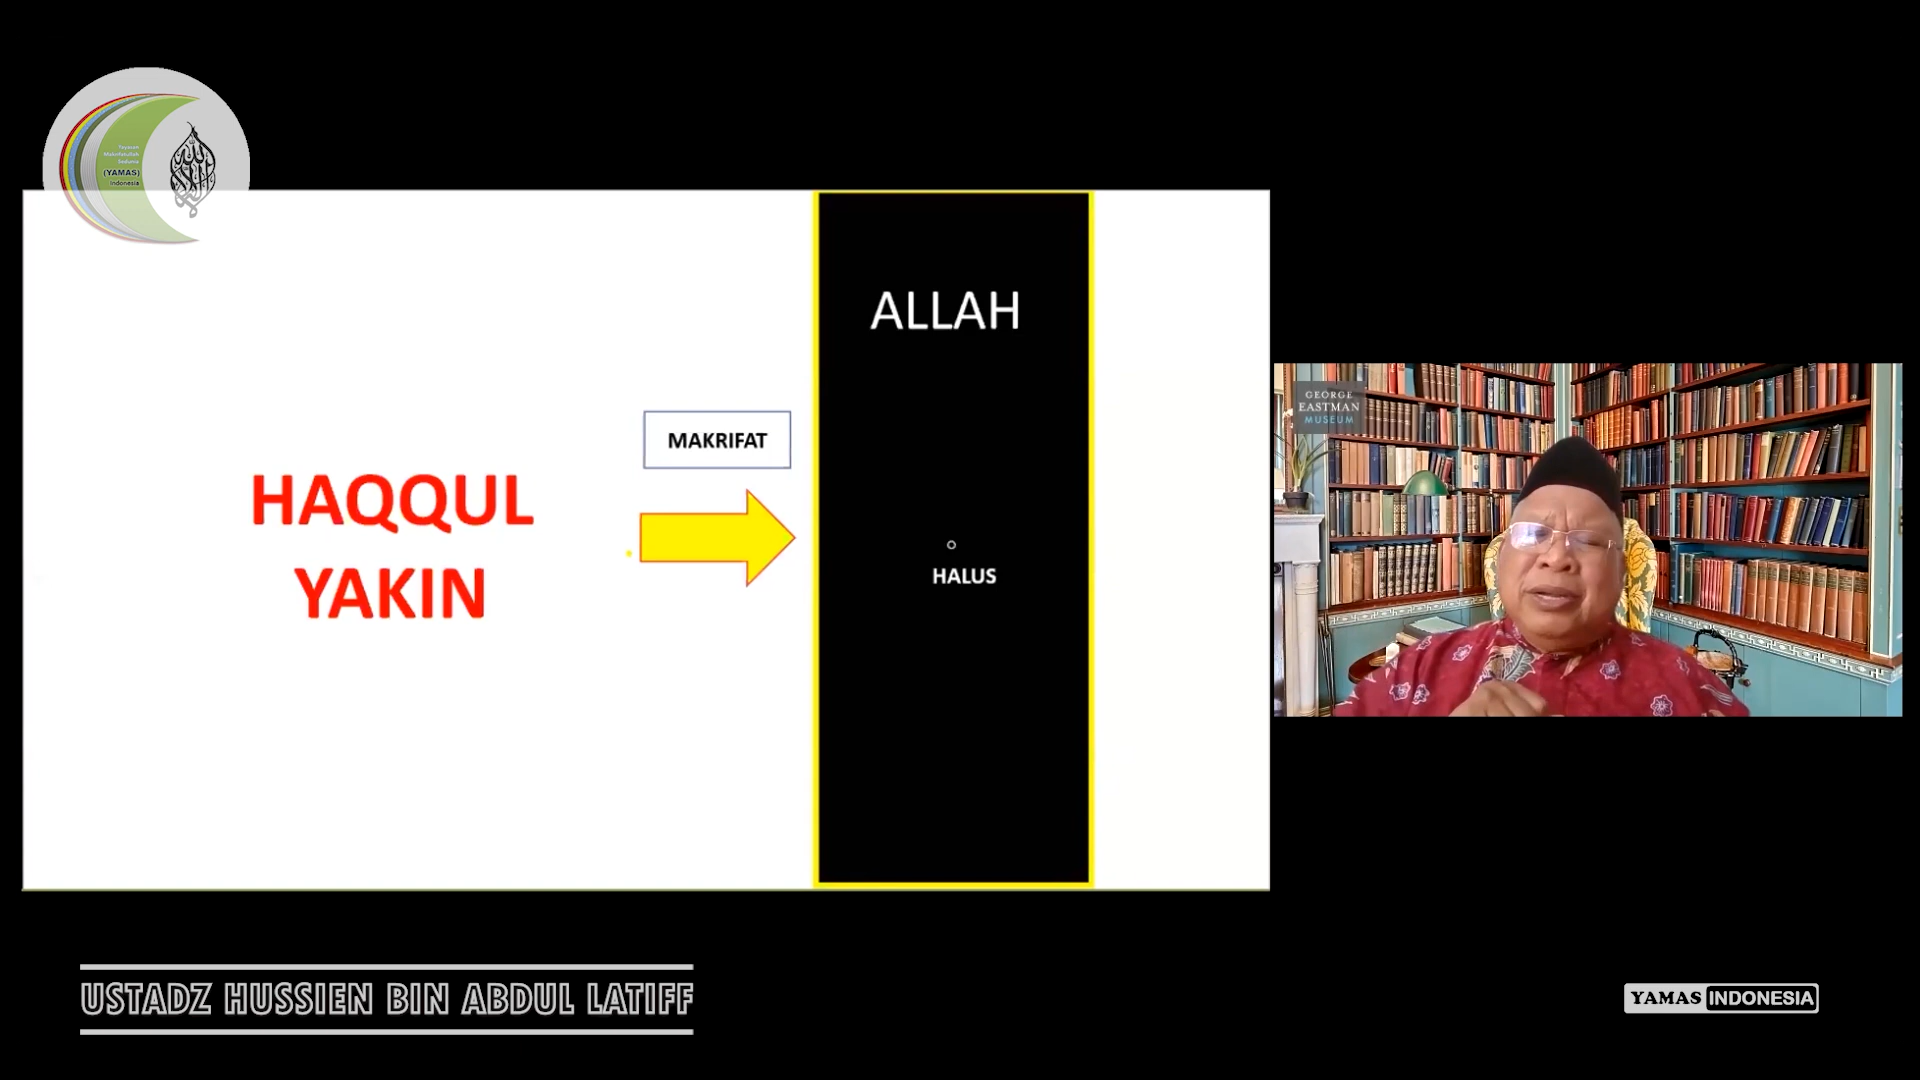 Yayasan
Makrifatullah
Sedunia
(YAMAS)
Indonesia
ALLAH
MAKRIFAT
HAQQUL
YAKIN
HALUS
GEORGE
EASTMAN
MUSEUM
USTADZ HUSSIEN BIN ABDUL LATIFF
YAMAS INDONESIA